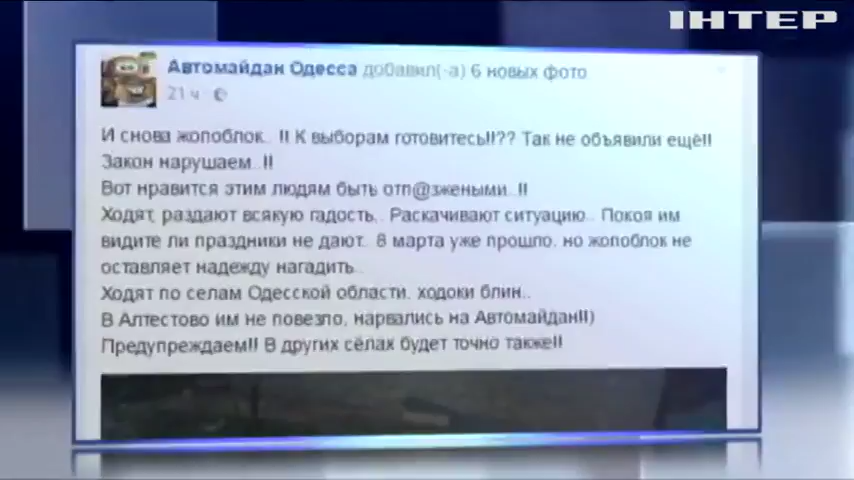 ІНТЕР
Автомайдан Одесса добавил(-а) 6 новых фото
21 ч
И снова жопоблок.. !! К выборам готовитесь!!?? Так не объявили ещё!!
Закон нарушаем..!!
Вот нравится этим людям быть отп@зжеными..!!
Ходят, раздают всякую гадость.. Раскачивают ситуацию.. Покоя им
видите ли праздники не дают.. 8 марта уже прошло, но жопоблок не
оставляет надежду нагадить..
Ходят по селам Одесской области, ходоки блин..
В Алтестово им не повезло, нарвались на Автомайдан!!)
Предупреждаем!! В других сёлах будет точно также!!